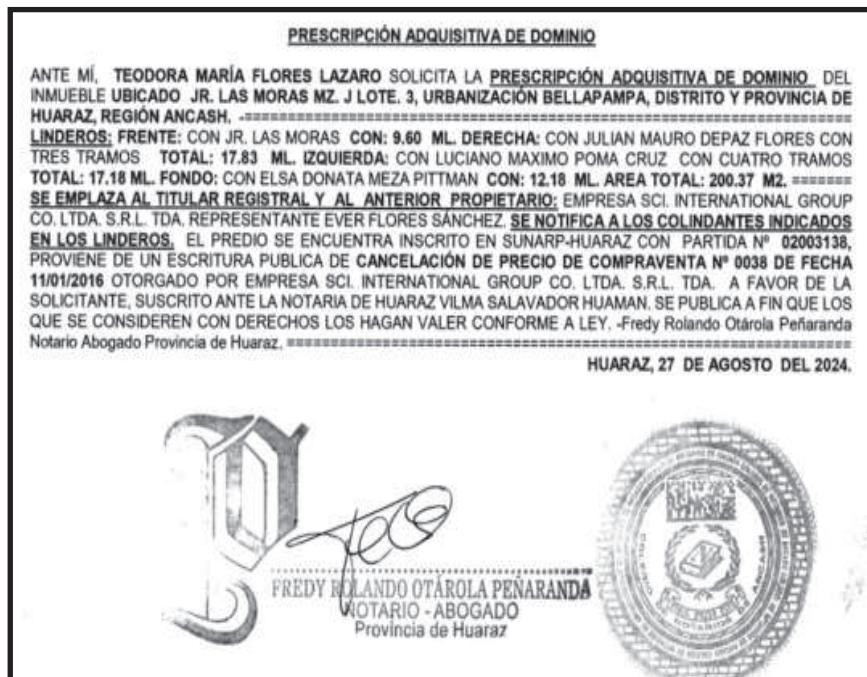 PRESCRIPCIÓN ADQUISITIVA DE DOMINIO
ANTE MÍ, TEODORA MARÍA FLORES LAZARO SOLICITA LA PRESCRIPCIÓN ADQUISITIVA DE DOMINIO DEL
INMUEBLE UBICADO JR. LAS MORAS MZ. J LOTE. 3, URBANIZACIÓN BELLAPAMPA, DISTRITO Y PROVINCIA DE
HUARAZ, REGIÓN ANCASH. -==========================================================
LINDEROS: FRENTE: CON JR. LAS MORAS CON: 9.60 ML. DERECHA: CON JULIAN MAURO DEPAZ FLORES CON
TRES TRAMOS TOTAL: 17.83 ML. IZQUIERDA: CON LUCIANO MAXIMO POMA CRUZ CON CUATRO TRAMOS
TOTAL: 17.18 ML. FONDO: CON ELSA DONATA MEZA PITTMAN CON: 12.18 ML. AREA TOTAL: 200.37 M2. =======
SE EMPLAZA AL TITULAR REGISTRAL Y AL ANTERIOR PROPIETARIO: EMPRESA SCI. INTERNATIONAL GROUP
CO. LTDA. S.R.L. TDA. REPRESENTANTE EVER FLORES SÁNCHEZ. SE NOTIFICA A LOS COLINDANTES INDICADOS
EN LOS LINDEROS. EL PREDIO SE ENCUENTRA INSCRITO EN SUNARP-HUARAZ CON PARTIDA Nº 02003138,
PROVIENE DE UN ESCRITURA PUBLICA DE CANCELACIÓN DE PRECIO DE COMPRAVENTA Nº 0038 DE FECHA
11/01/2016 OTORGADO POR EMPRESA SCI. INTERNATIONAL GROUP CO. LTDA. S.R.L. TDA. A FAVOR DE LA
SOLICITANTE, SUSCRITO ANTE LA NOTARIA DE HUARAZ VILMA SALAVADOR HUAMAN. SE PUBLICA A FIN QUE LOS
QUE SE CONSIDEREN CON DERECHOS LOS HAGAN VALER CONFORME A LEY. -Fredy Rolando Otárola Peñaranda
Notario Abogado Provincia de Huaraz. ======================================================
HUARAZ, 27 DE AGOSTO DEL 2024.
FREDY ROLANDO OTÁROLA PEÑARANDA
NOTARIO - ABOGADO
Provincia de Huaraz